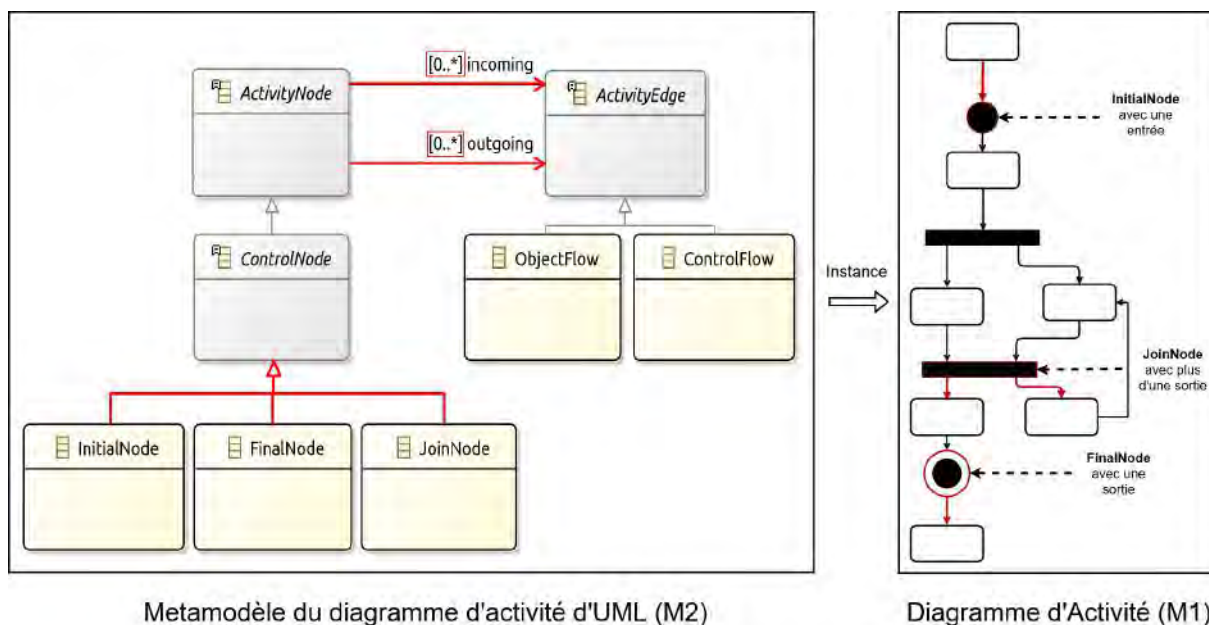 [0..*] incoming
ActivityNode
ActivityEdge
[0..*] outgoing
ControlNode
ObjectFlow
ControlFlow
InitialNode
FinalNode
JoinNode
Instance
InitialNode
avec une
entrée
JoinNode
avec plus
d'une sortie
FinalNode
avec une
sortie
Metamodèle du diagramme d'activité d'UML (M2)
Diagramme d'Activité (M1)